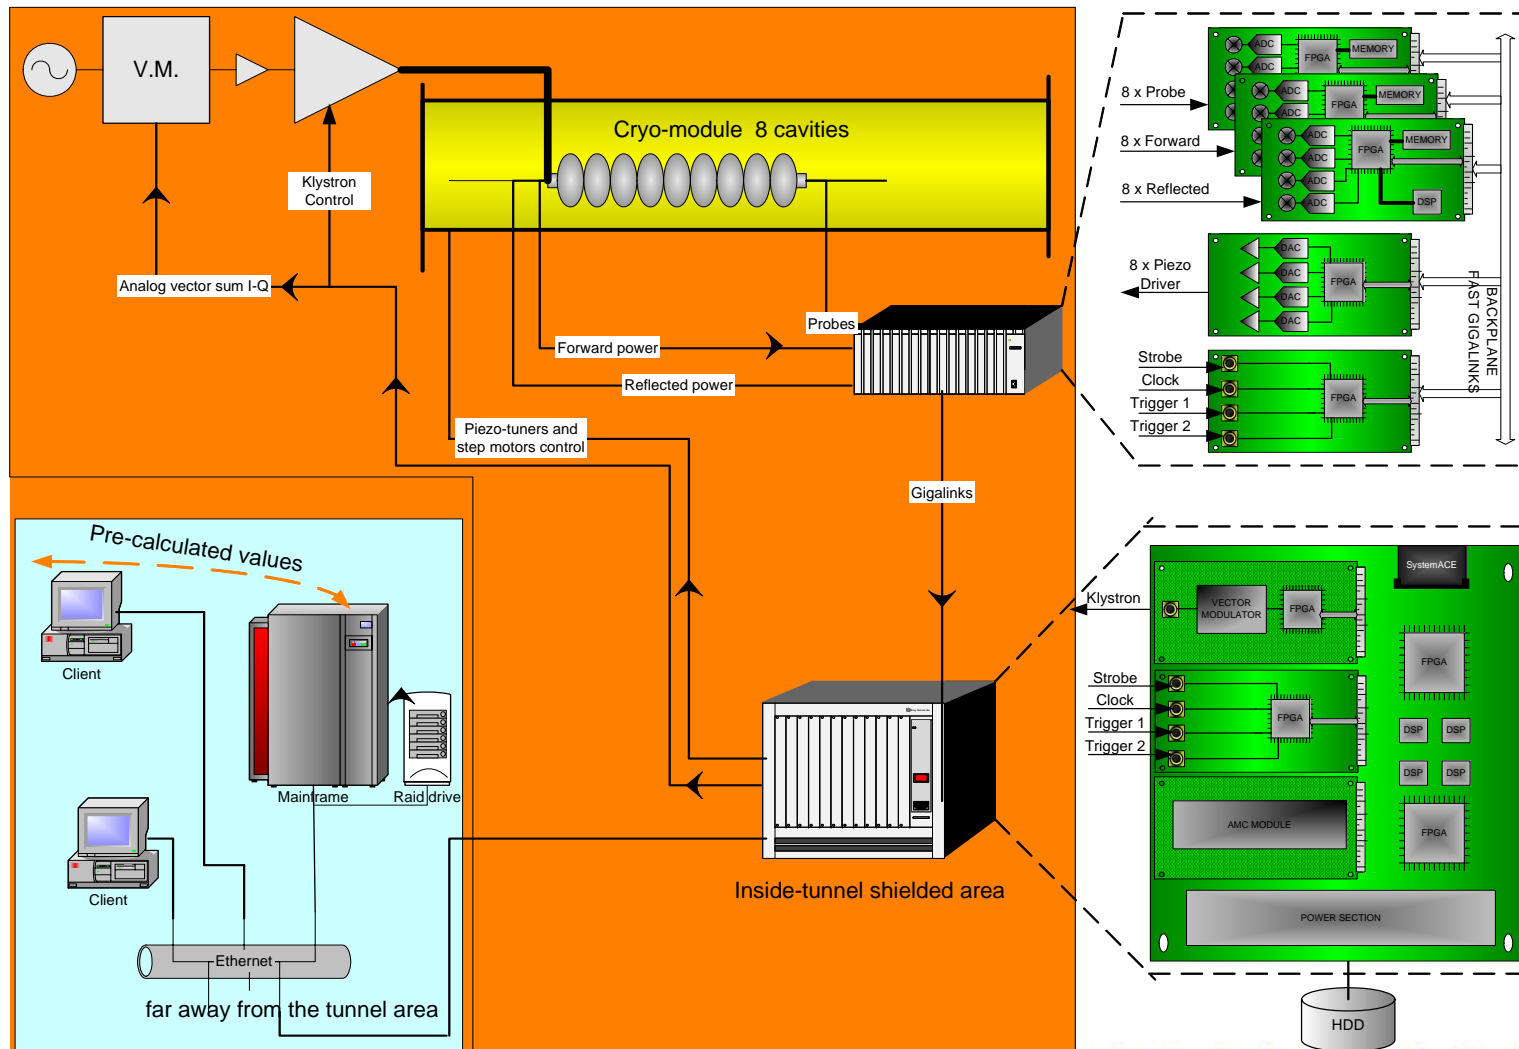 V.M.
Cryo-module 8 cavities
Klystron
Control
Analog vector sum I-Q
Probes
Forward power
Reflected power
Piezo-tuners and
step motors control
Gigalinks
Inside-tunnel shielded area
Pre-calculated values
Client
Mainframe
Raid drive
Client
Ethernet
far away from the tunnel area
8 x Probe
8 x Forward
8 x Reflected
ADC
ADC
FPGA
MEMORY
ADC
ADC
FPGA
MEMORY
ADC
ADC
ADC
ADC
FPGA
MEMORY
DSP
8 x Piezo
Driver
DAC
DAC
DAC
DAC
FPGA
BACKPLANE
FAST GIGALINKS
Strobe
Clock
Trigger 1
Trigger 2
FPGA
SystemACE
Klystron
VECTOR
MODULATOR
FPGA
FPGA
Strobe
Clock
Trigger 1
Trigger 2
FPGA
DSP
DSP
DSP
DSP
AMC MODULE
FPGA
POWER SECTION
HDD